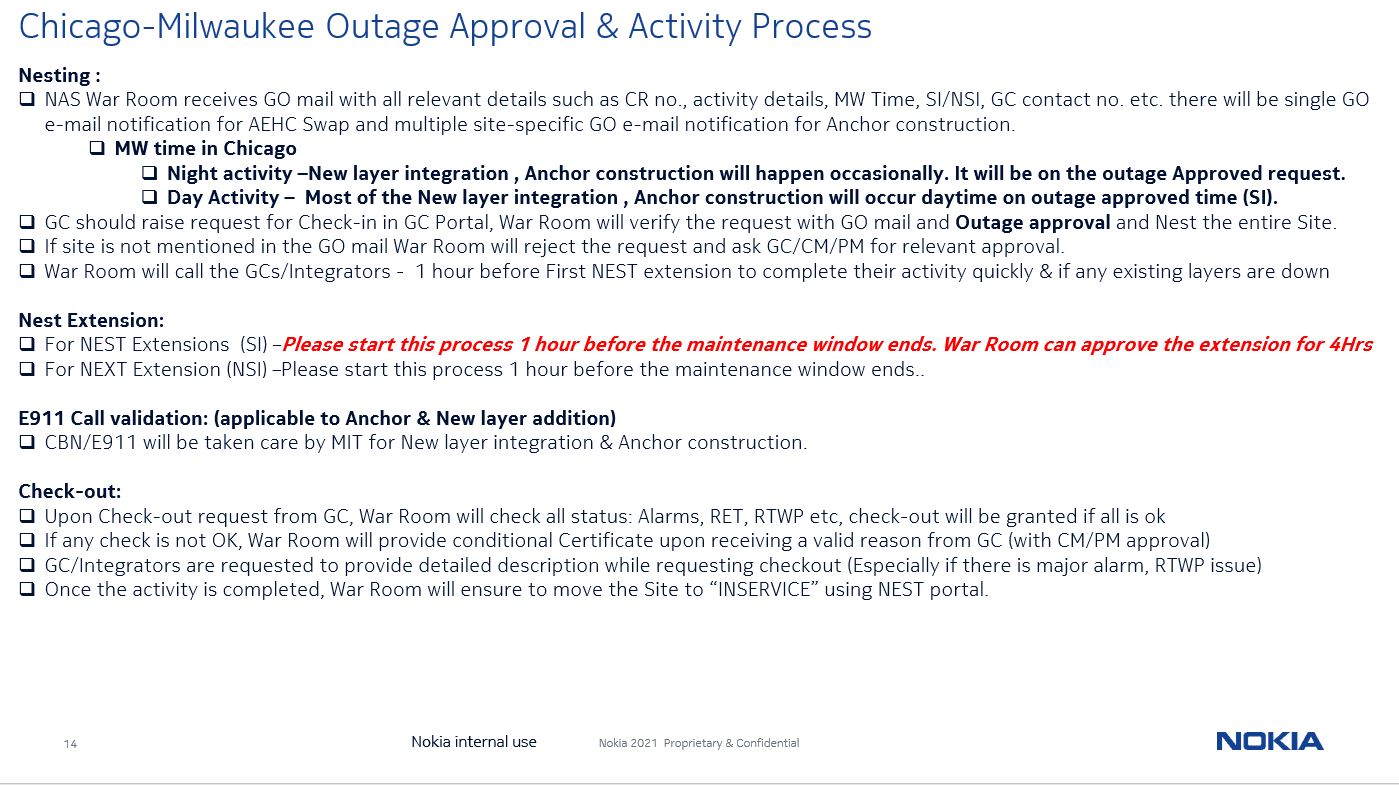 Chicago-Milwaukee Outage Approval & Activity Process
Nesting :
❑ NAS War Room receives GO mail with all relevant details such as CR no., activity details, MW Time, SI/NSI, GC contact no. etc. there will be single GO
e-mail notification for AEHC Swap and multiple site-specific GO e-mail notification for Anchor construction.
❑ MW time in Chicago
❑ Night activity –New layer integration , Anchor construction will happen occasionally. It will be on the outage Approved request.
❑ Day Activity – Most of the New layer integration , Anchor construction will occur daytime on outage approved time (SI).
❑ GC should raise request for Check-in in GC Portal, War Room will verify the request with GO mail and Outage approval and Nest the entire Site.
❑ If site is not mentioned in the GO mail War Room will reject the request and ask GC/CM/PM for relevant approval.
❑ War Room will call the GCs/Integrators - 1 hour before First NEST extension to complete their activity quickly & if any existing layers are down
Nest Extension:
❑ For NEST Extensions (SI) –Please start this process 1 hour before the maintenance window ends. War Room can approve the extension for 4Hrs
❑ For NEXT Extension (NSI) –Please start this process 1 hour before the maintenance window ends..
E911 Call validation: (applicable to Anchor & New layer addition)
❑ CBN/E911 will be taken care by MIT for New layer integration & Anchor construction.
Check-out:
❑ Upon Check-out request from GC, War Room will check all status: Alarms, RET, RTWP etc, check-out will be granted if all is ok
❑ If any check is not OK, War Room will provide conditional Certificate upon receiving a valid reason from GC (with CM/PM approval)
❑ GC/Integrators are requested to provide detailed description while requesting checkout (Especially if there is major alarm, RTWP issue)
❑ Once the activity is completed, War Room will ensure to move the Site to “INSERVICE” using NEST portal.
14 Nokia internal use Nokia 2021 Proprietary & Confidential NOKIA